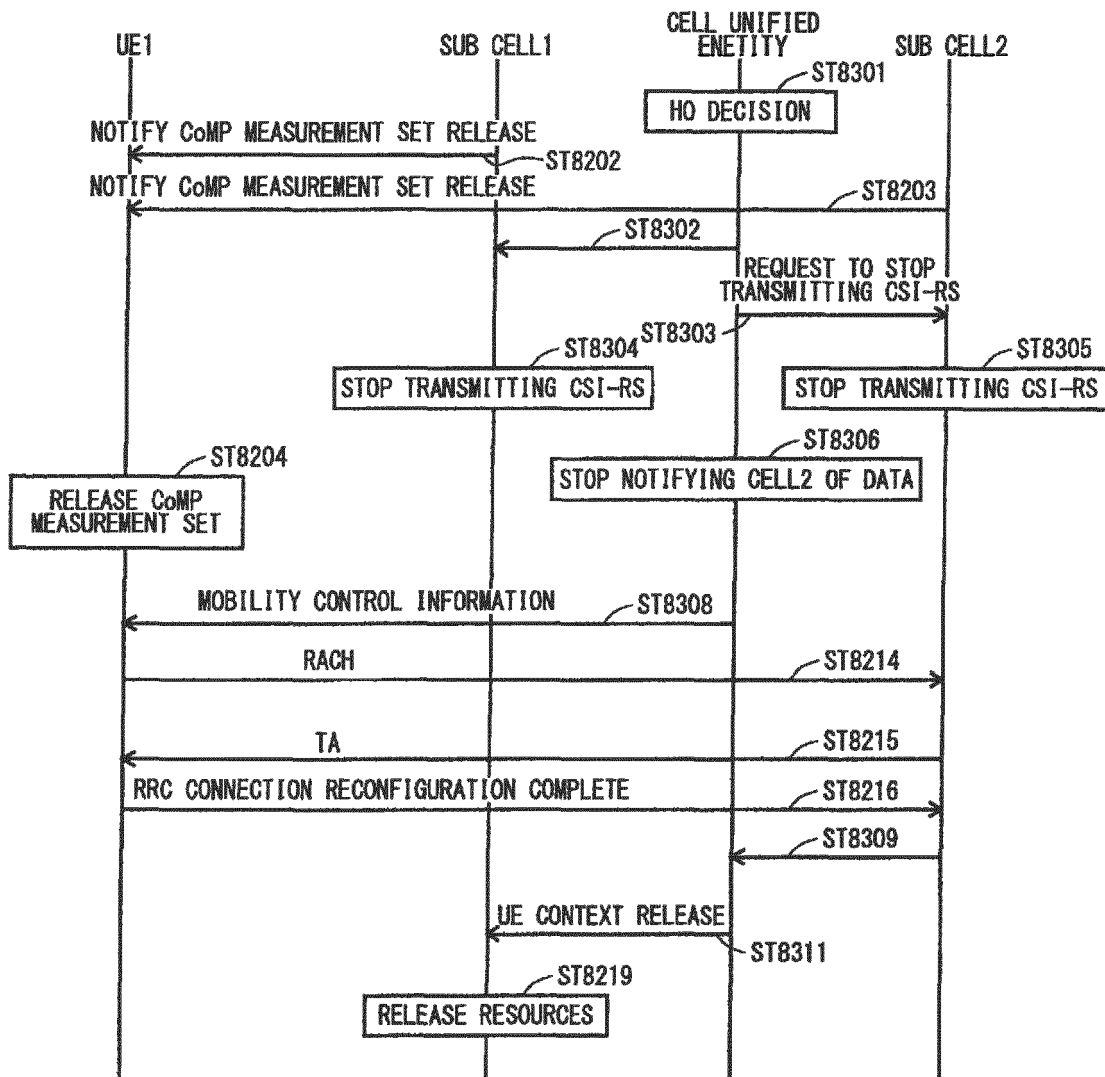 UE1
SUB CELL1
CELL UNIFIED
ENETITY
SUB CELL2
ST8301
HO DECISION
NOTIFY CoMP MEASUREMENT SET RELEASE
ST8202
NOTIFY CoMP MEASUREMENT SET RELEASE
ST8203
ST8302
REQUEST TO STOP
TRANSMITTING CSI-RS
ST8303
ST8304
STOP TRANSMITTING CSI-RS
ST8305
STOP TRANSMITTING CSI-RS
ST8306
STOP NOTIFYING CELL2 OF DATA
ST8204
RELEASE CoMP
MEASUREMENT SET
MOBILITY CONTROL INFORMATION
ST8308
RACH
ST8214
TA
ST8215
RRC CONNECTION RECONFIGURATION COMPLETE
ST8216
ST8309
UE CONTEXT RELEASE
ST8311
ST8219
RELEASE RESOURCES